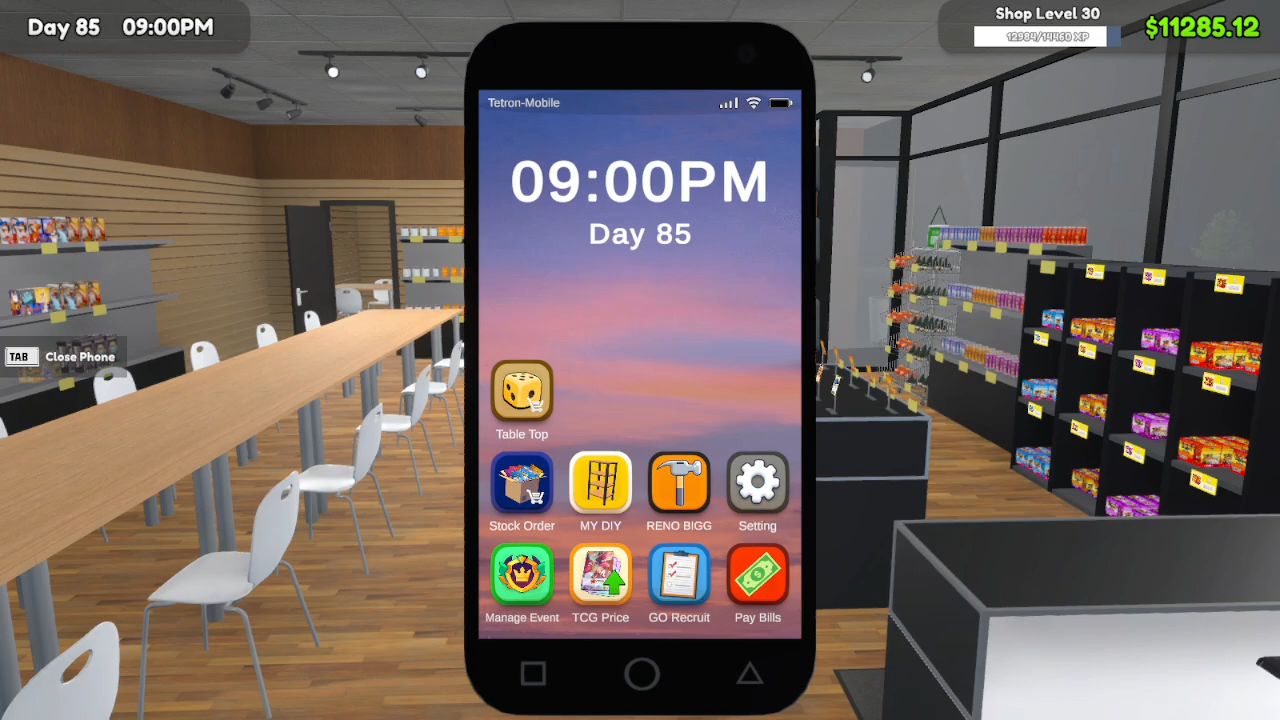 Day 85 09:00PM
Shop Level 30
12984/14460 XP
$11285.12
Tetron-Mobile
09:00PM
Day 85
TAB Close Phone
Table Top
Stock Order
MY DIY
RENO BIGG
Setting
Manage Event
TCG Price
GO Recruit
Pay Bills